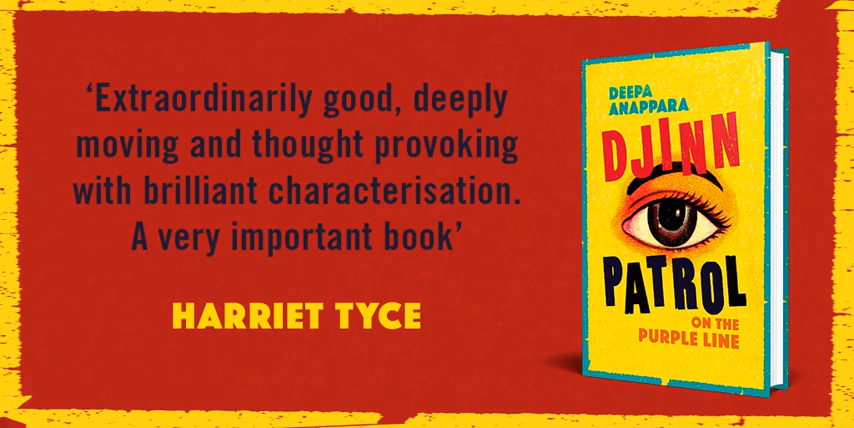 ‘Extraordinarily good, deeply
moving and thought provoking
with brilliant characterisation.
A very important book’
HARRIET TYCE
DEEPA
ANAPPARA
DJINN
PATROL
ON THE
PURPLE LINE